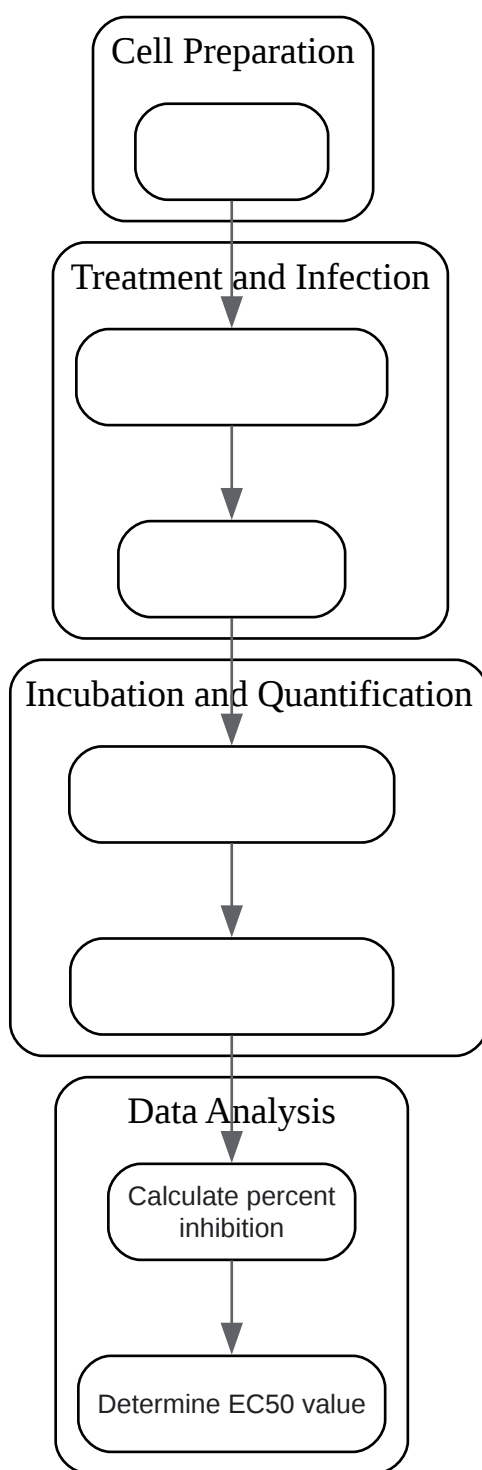 Cell Preparation
Treatment and Infection
Incubation and Quantification
Data Analysis
Calculate percent
inhibition
Determine EC50 value